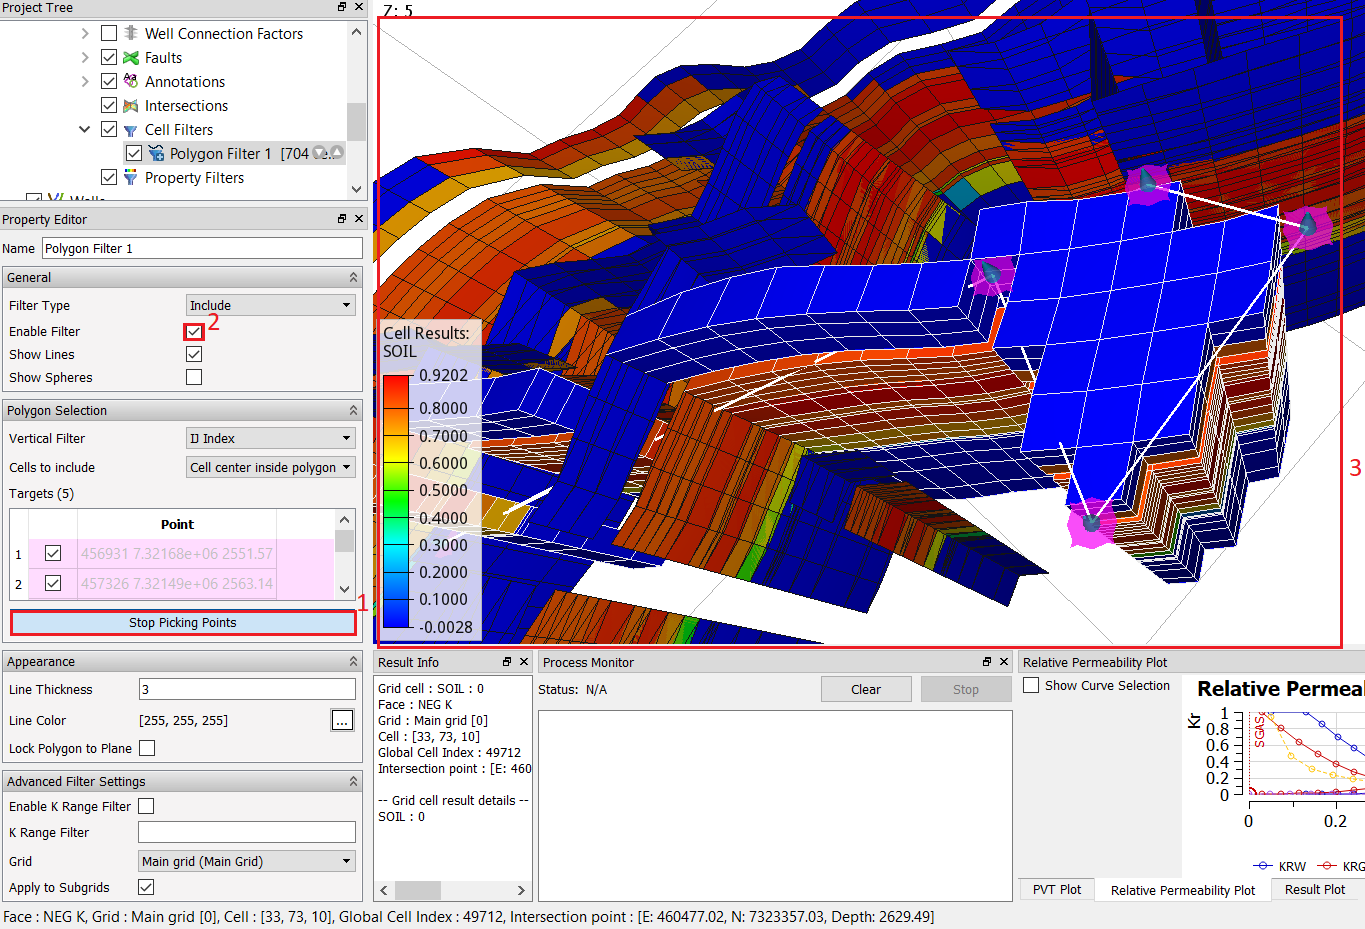 Project Tree
Well Connection Factors
Faults
Annotations
Intersections
Cell Filters
Polygon Filter 1 [704
Property Filters
Property Editor
Name Polygon Filter 1
General
Filter Type Include
Enable Filter 2
Show Lines
Show Spheres
Polygon Selection
Vertical Filter IJ Index
Cells to include Cell center inside polygon
Targets (5)
Point
1 456931 7.32168e+06 2551.57
2 457326 7.32149e+06 2563.14
1
Stop Picking Points
Appearance
Line Thickness 3
Line Color [255, 255, 255] ...
Lock Polygon to Plane
Advanced Filter Settings
Enable K Range Filter
K Range Filter
Grid Main grid (Main Grid)
Apply to Subgrids
Z: 5
Cell Results:
SOIL
0.9202
0.8000
0.7000
0.6000
0.5000
0.4000
0.3000
0.2000
0.1000
-0.0028
3
Result Info
Grid cell : SOIL : 0
Face : NEG K
Grid : Main grid [0]
Cell : [33, 73, 10]
Global Cell Index : 49712
Intersection point : [E: 460
-- Grid cell result details --
SOIL : 0
Process Monitor
Status: N/A Clear Stop
Relative Permeability Plot
Show Curve Selection
Relative Permea
Kr
1
0.8
0.6
0.4
0.2
0
SGAS
0 0.2
KRW KRG
PVT Plot Relative Permeability Plot Result Plot
Face : NEG K, Grid : Main grid [0], Cell : [33, 73, 10], Global Cell Index : 49712, Intersection point : [E: 460477.02, N: 7323357.03, Depth: 2629.49]